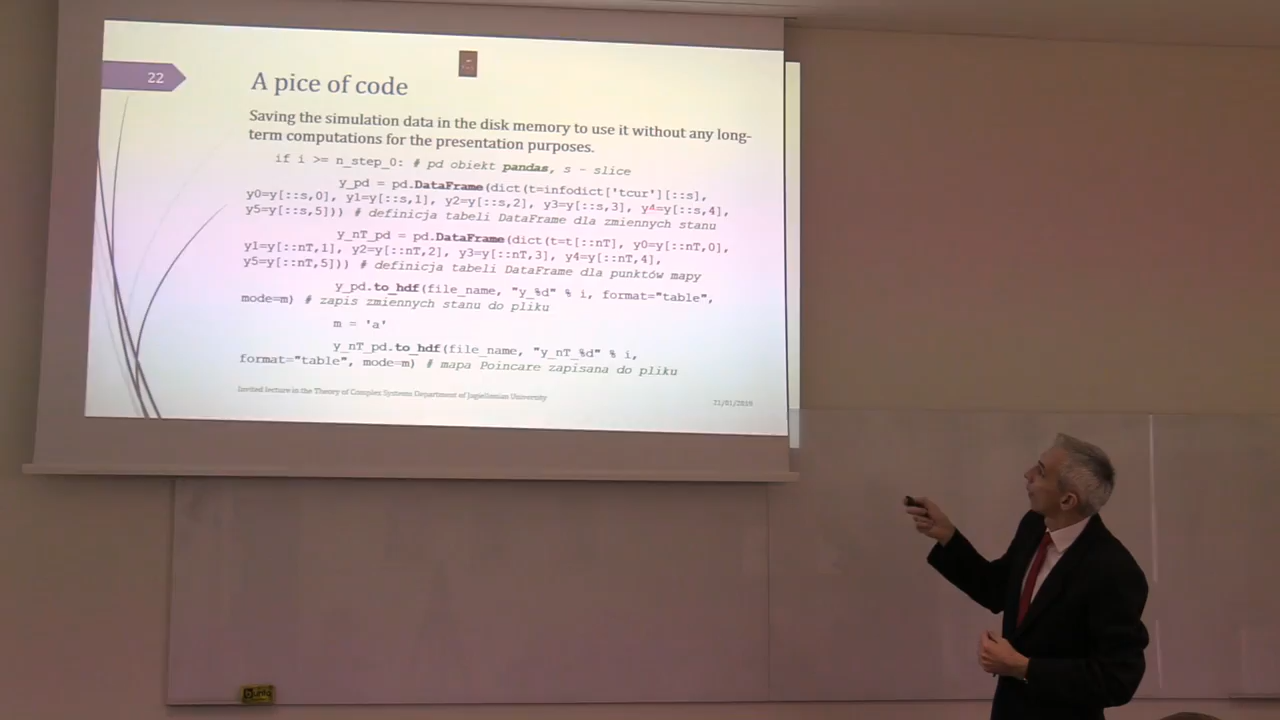 22
A pice of code
Saving the simulation data in the disk memory to use it without any long-
term computations for the presentation purposes.
if i >= n_step_0: # pd obiekt pandas, s - slice
y_pd = pd.DataFrame(dict(t=infodict['tcur'][::s],
y0=y[::s,0], y1=y[::s,1], y2=y[::s,2], y3=y[::s,3], y4=y[::s,4],
y5=y[::s,5])) # definicja tabeli DataFrame dla zmiennych stanu
y_nT_pd = pd.DataFrame(dict(t=t[::nT], y0=y[::nT,0],
y1=y[::nT,1], y2=y[::nT,2], y3=y[::nT,3], y4=y[::nT,4],
y5=y[::nT,5])) # definicja tabeli DataFrame dla punktów mapy
y_pd.to_hdf(file_name, "y_%d" % i, format="table",
mode=m) # zapis zmiennych stanu do pliku
m = 'a'
y_nT_pd.to_hdf(file_name, "y_nT_%d" % i,
format="table", mode=m) # mapa Poincare zapisana do pliku
Invited lecture in the Theory of Complex Systems Department of Jagiellonian University